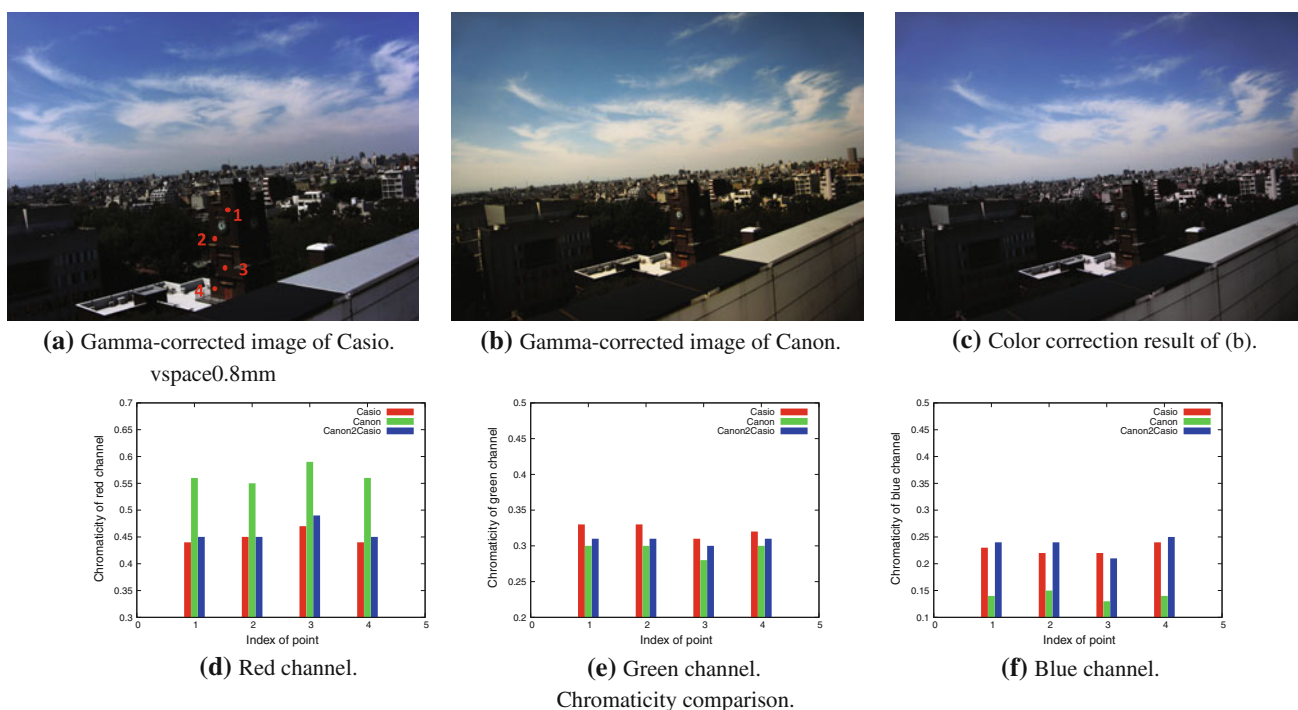 1
2
3
4
(a) Gamma-corrected image of Casio.
vspace0.8mm
(b) Gamma-corrected image of Canon.
(c) Color correction result of (b).
0.7
0.65
0.6
0.55
0.5
0.45
0.4
0.35
0.3
0 1 2 3 4 5
Chromaticity of red channel
Index of point
Casio
Canon
Canon2Casio
(d) Red channel.
0.5
0.45
0.4
0.35
0.3
0.25
0.2
0 1 2 3 4 5
Chromaticity of green channel
Index of point
Casio
Canon
Canon2Casio
(e) Green channel.
0.5
0.45
0.4
0.35
0.3
0.25
0.2
0.15
0.1
0 1 2 3 4 5
Chromaticity of blue channel
Index of point
Casio
Canon
Canon2Casio
(f) Blue channel.
Chromaticity comparison.